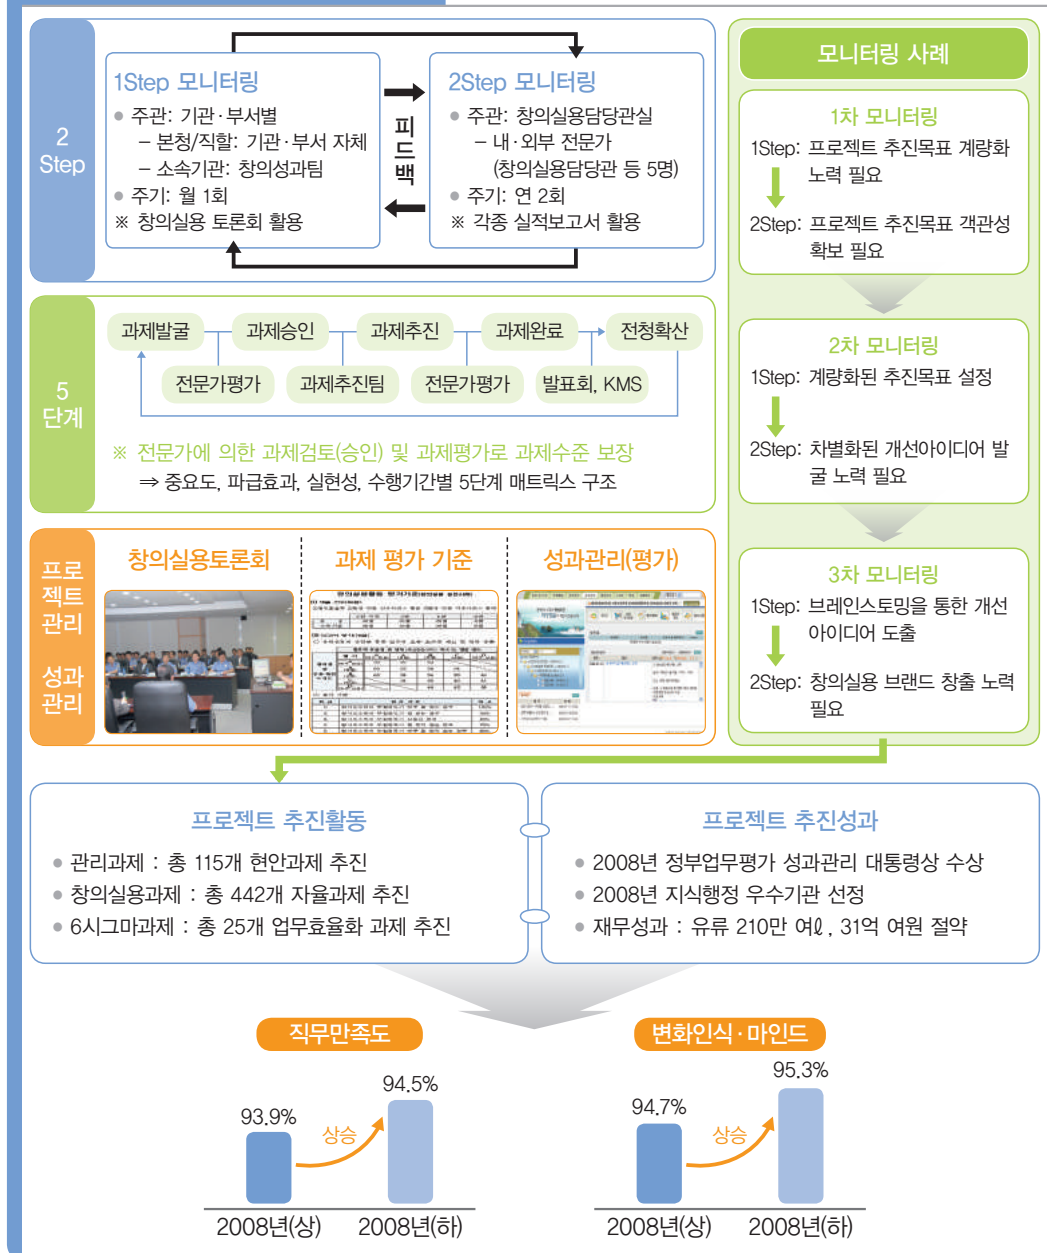 2
Step
1Step 모니터링
● 주관: 기관·부서별
– 본청/직할: 기관·부서 자체
– 소속기관: 창의성과팀
● 주기: 월 1회
※ 창의실용 토론회 활용
피
드
백
2Step 모니터링
● 주관: 창의실용담당관실
– 내·외부 전문가
(창의실용담당관 등 5명)
● 주기: 연 2회
※ 각종 실적보고서 활용
5
단계
과제발굴 과제승인 과제추진 과제완료 전청확산
전문가평가 과제추진팀 전문가평가 발표회, KMS
※ 전문가에 의한 과제검토(승인) 및 과제평가로 과제수준 보장
⇒ 중요도, 파급효과, 실현성, 수행기간별 5단계 매트릭스 구조
프로
젝트
관리
성과
관리
창의실용토론회
과제 평가 기준
성과관리(평가)
모니터링 사례
1차 모니터링
1Step: 프로젝트 추진목표 계량화
노력 필요
2Step: 프로젝트 추진목표 객관성
확보 필요
2차 모니터링
1Step: 계량화된 추진목표 설정
2Step: 차별화된 개선아이디어 발
굴 노력 필요
3차 모니터링
1Step: 브레인스토밍을 통한 개선
아이디어 도출
2Step: 창의실용 브랜드 창출 노력
필요
프로젝트 추진활동
● 관리과제 : 총 115개 현안과제 추진
● 창의실용과제 : 총 442개 자율과제 추진
● 6시그마과제 : 총 25개 업무효율화 과제 추진
프로젝트 추진성과
● 2008년 정부업무평가 성과관리 대통령상 수상
● 2008년 지식행정 우수기관 선정
● 재무성과 : 유류 210만 여ℓ, 31억 여원 절약
직무만족도
93.9%
상승
94.5%
2008년(상) 2008년(하)
변화인식·마인드
94.7%
상승
95.3%
2008년(상) 2008년(하)